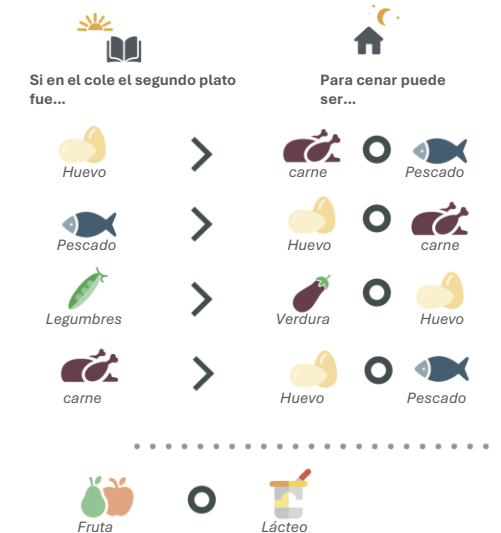 Si en el cole el segundo plato
fue...
Para cenar puede
ser...
Huevo
carne
Pescado
Pescado
Huevo
carne
Legumbres
Verdura
Huevo
carne
Huevo
Pescado
Fruta
Lácteo